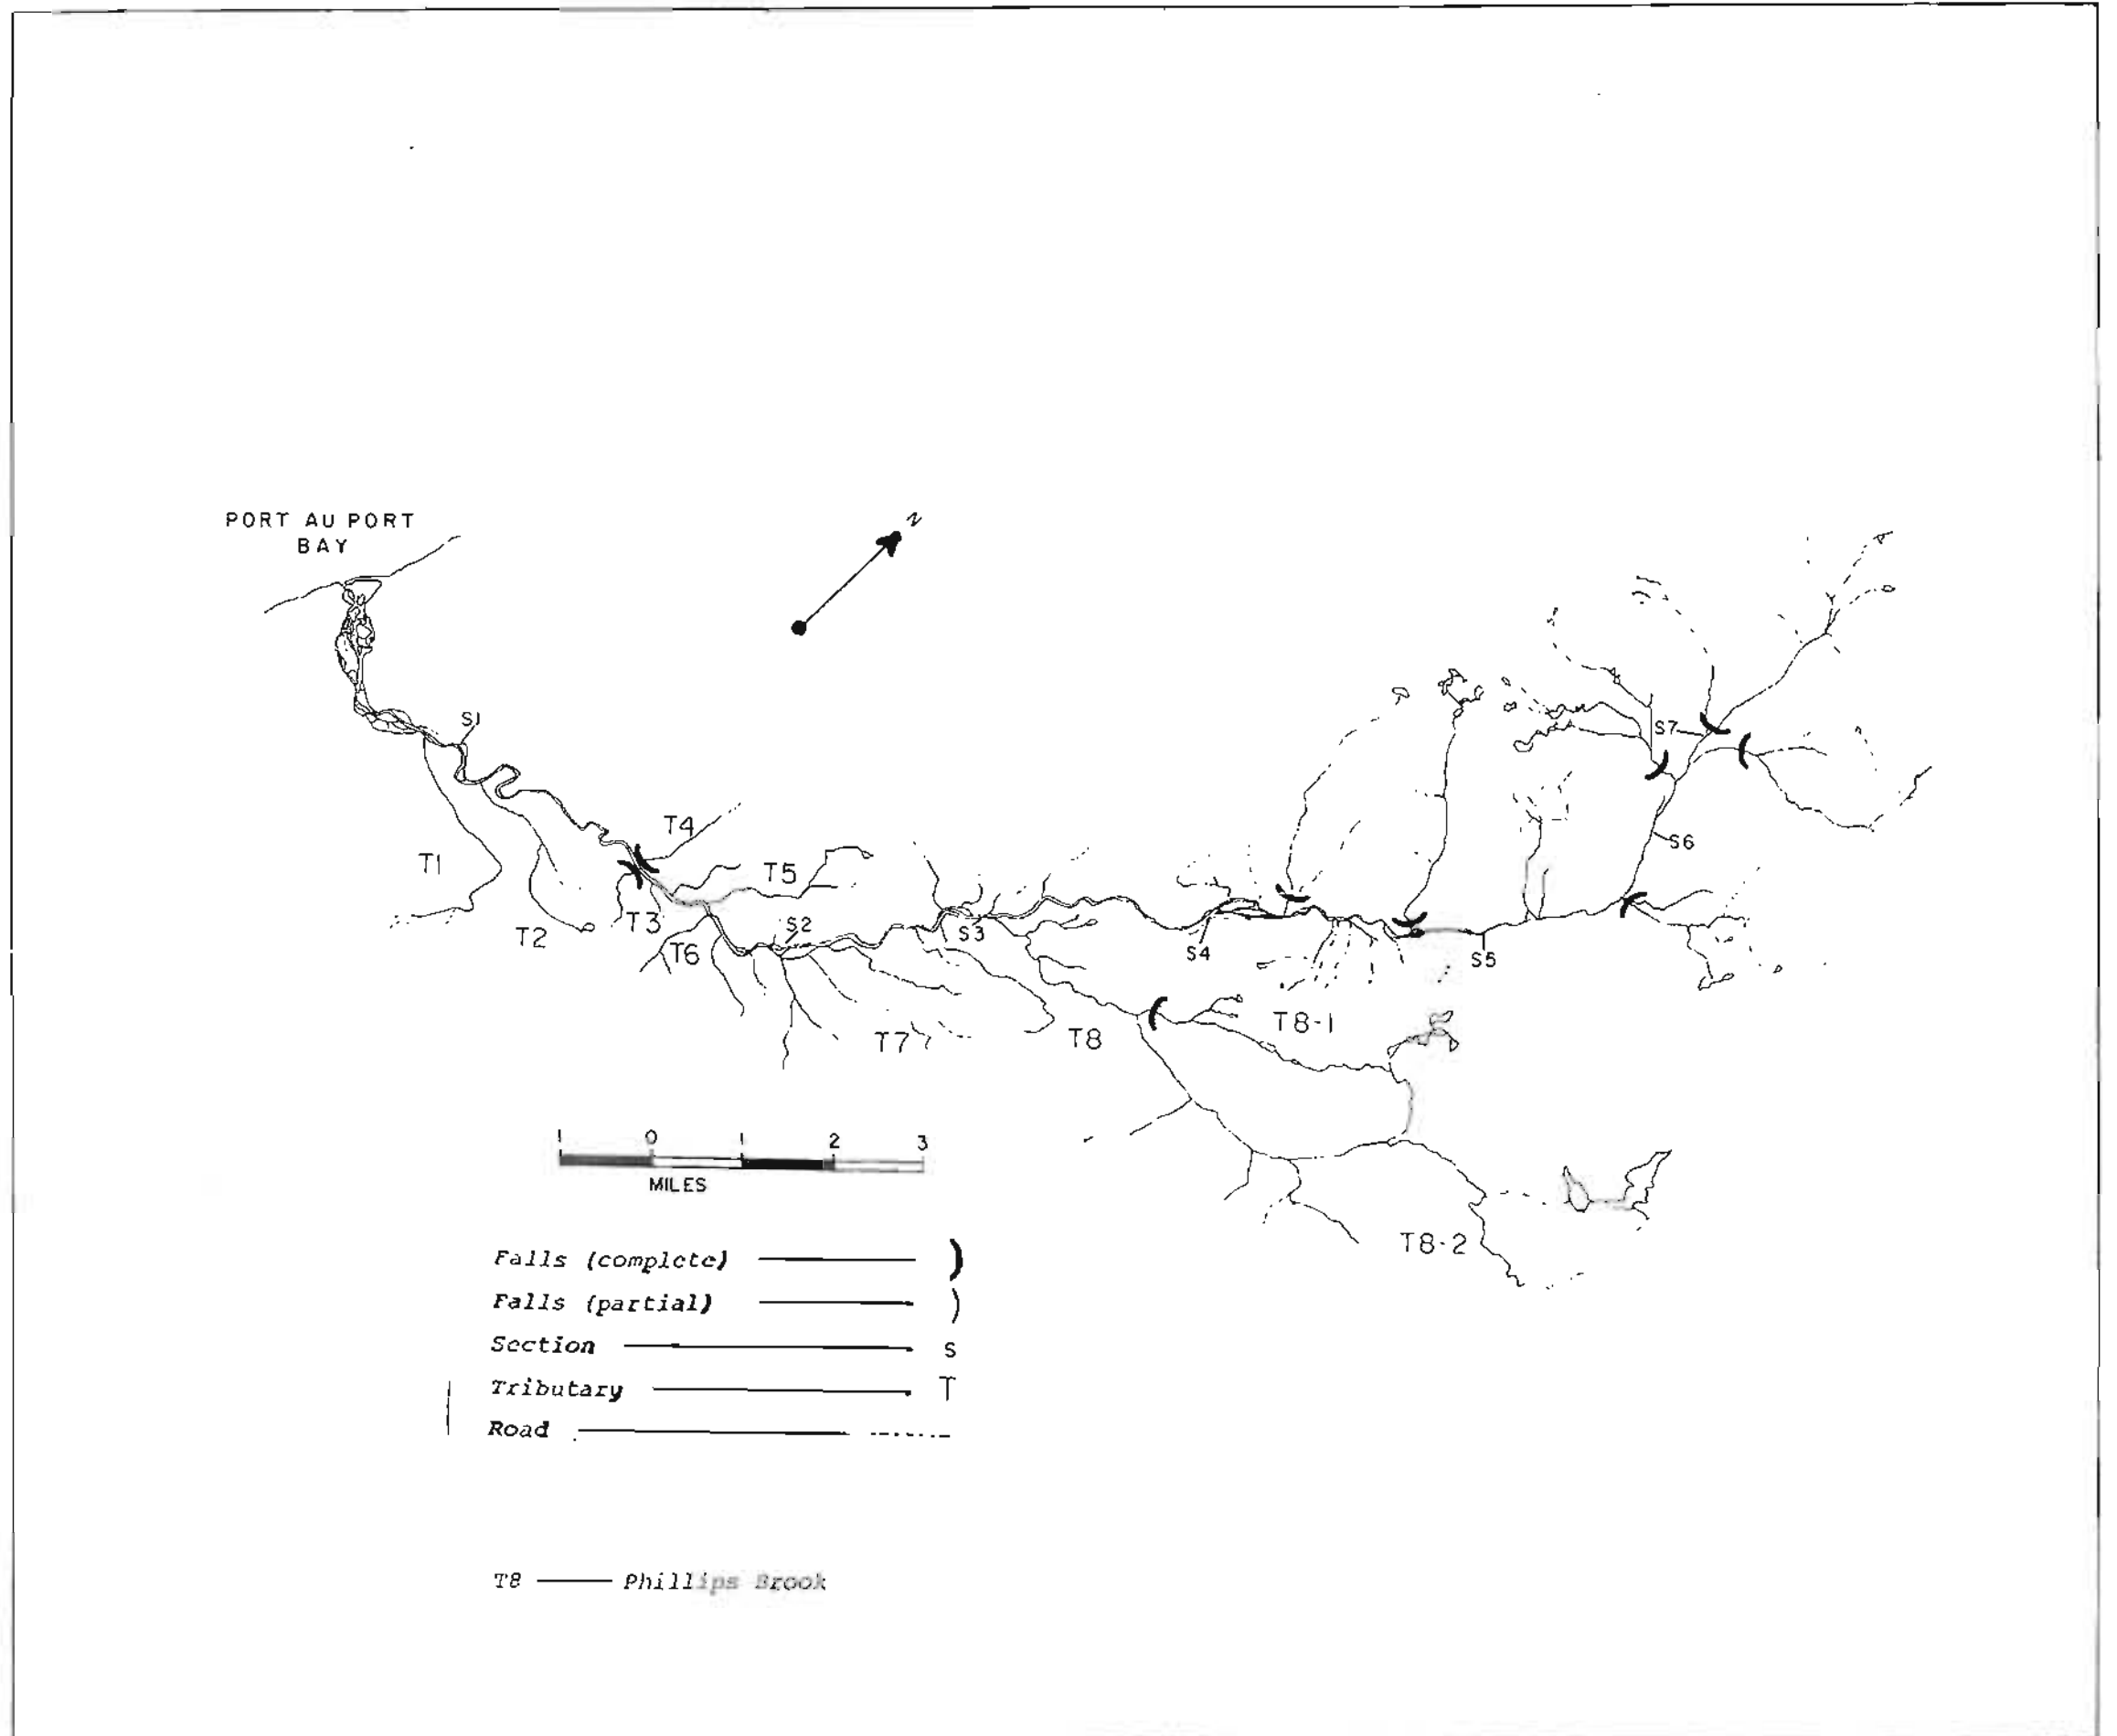 PORT AU PORT
BAY
N
S1
T4
T1
T5
S7
S6
T2
T3
T6
S2
S3
S4
S5
T7
T8
T8-1
T8-2
1 0 1 2 3
MILES
Falls (complete) )
Falls (partial) )
Section S
Tributary T
Road
T8 Phillips Brook